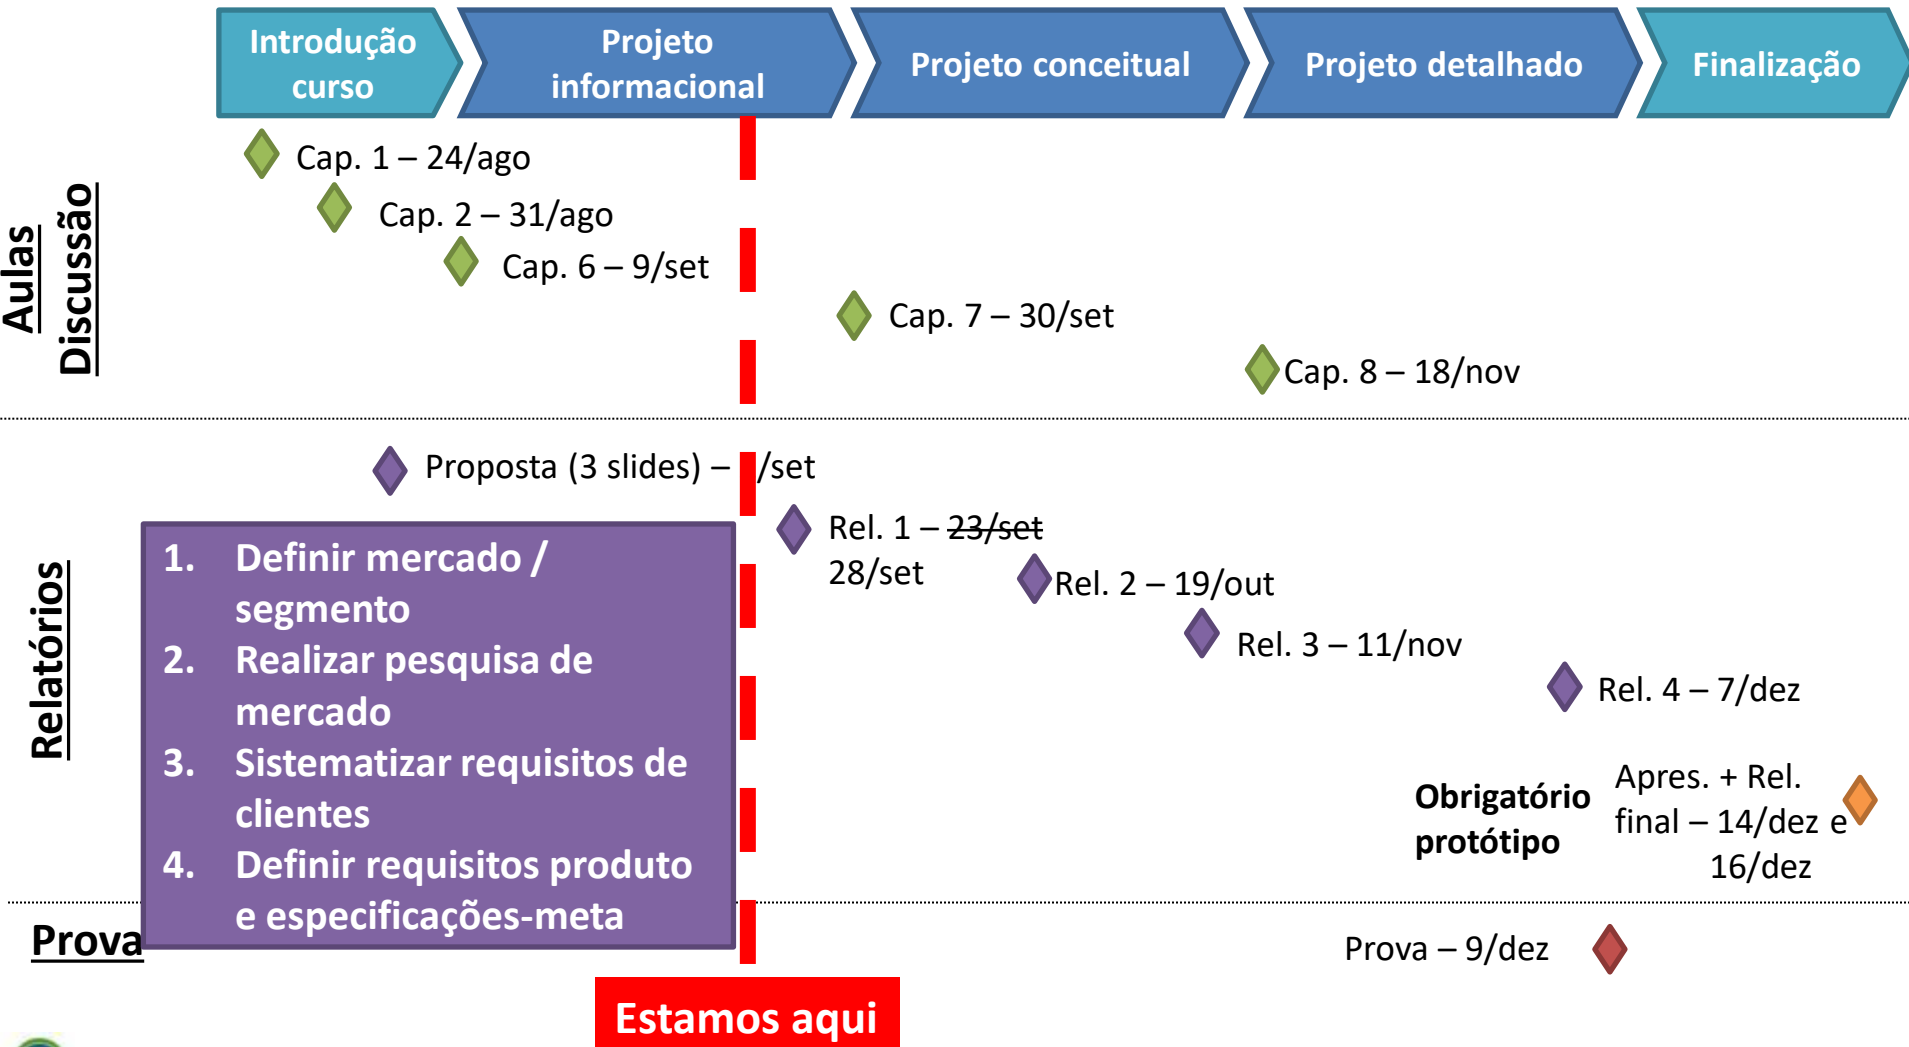 Introdução
curso
Projeto
informacional
Projeto conceitual
Projeto detalhado
Finalização
Aulas
Discussão
Cap. 1 – 24/ago
Cap. 2 – 31/ago
Cap. 6 – 9/set
Cap. 7 – 30/set
Cap. 8 – 18/nov
Relatórios
Proposta (3 slides) – /set
Rel. 1 – 23/set
28/set
Rel. 2 – 19/out
Rel. 3 – 11/nov
Rel. 4 – 7/dez
1. Definir mercado /
segmento
2. Realizar pesquisa de
mercado
3. Sistematizar requisitos de
clientes
4. Definir requisitos produto
e especificações-meta
Obrigatório
protótipo
Apres. + Rel.
final – 14/dez e
16/dez
Prova
Prova – 9/dez
Estamos aqui